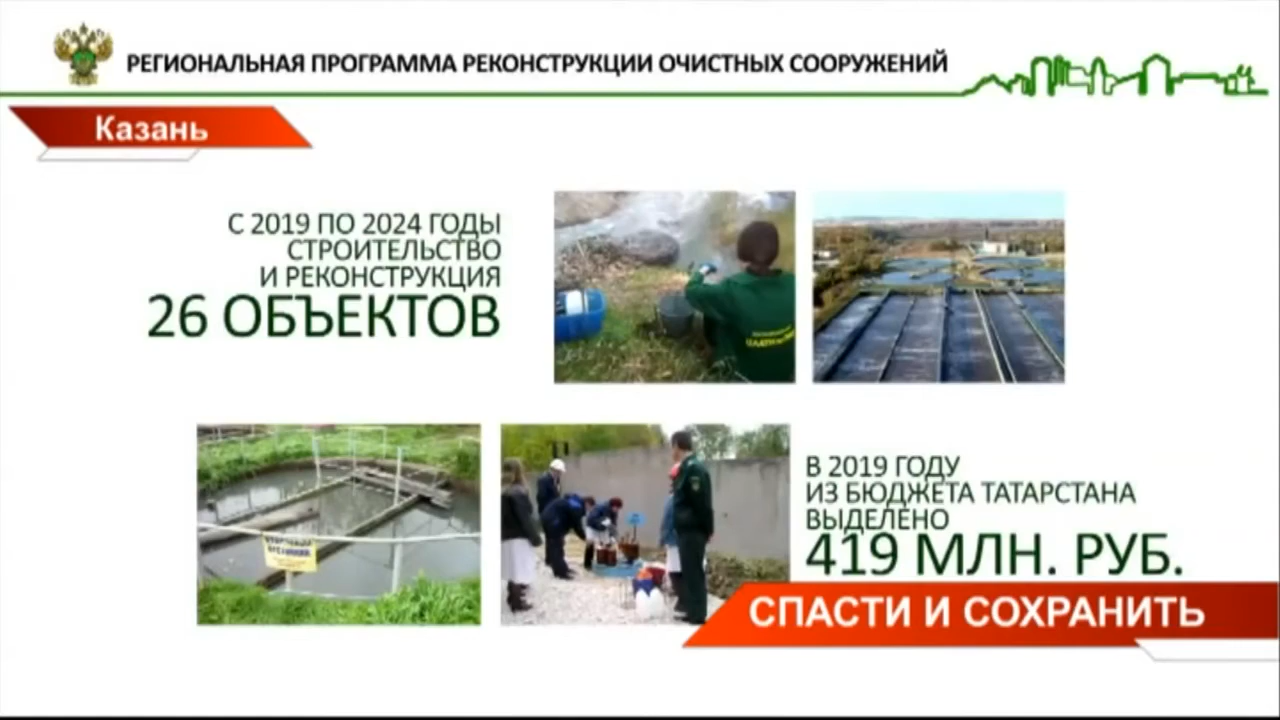 РЕГИОНАЛЬНАЯ ПРОГРАММА РЕКОНСТРУКЦИИ ОЧИСТНЫХ СООРУЖЕНИЙ
Казань
С 2019 ПО 2024 ГОДЫ
СТРОИТЕЛЬСТВО
И РЕКОНСТРУКЦИЯ
26 ОБЪЕКТОВ
В 2019 ГОДУ
ИЗ БЮДЖЕТА ТАТАРСТАНА
ВЫДЕЛЕНО
419 МЛН. РУБ.
СПАСТИ И СОХРАНИТЬ